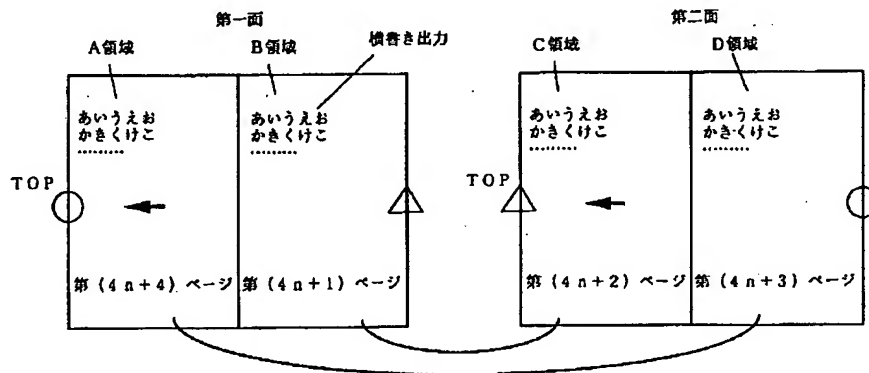 第一面
A領域
B領域
横書き出力
あいうえお
かきくけこ
………
あいうえお
かきくけこ
………
TOP
第(4n+4)ページ
第(4n+1)ページ
第二面
C領域
D領域
あいうえお
かきくけこ
………
あいうえお
かきくけこ
………
TOP
第(4n+2)ページ
第(4n+3)ページ